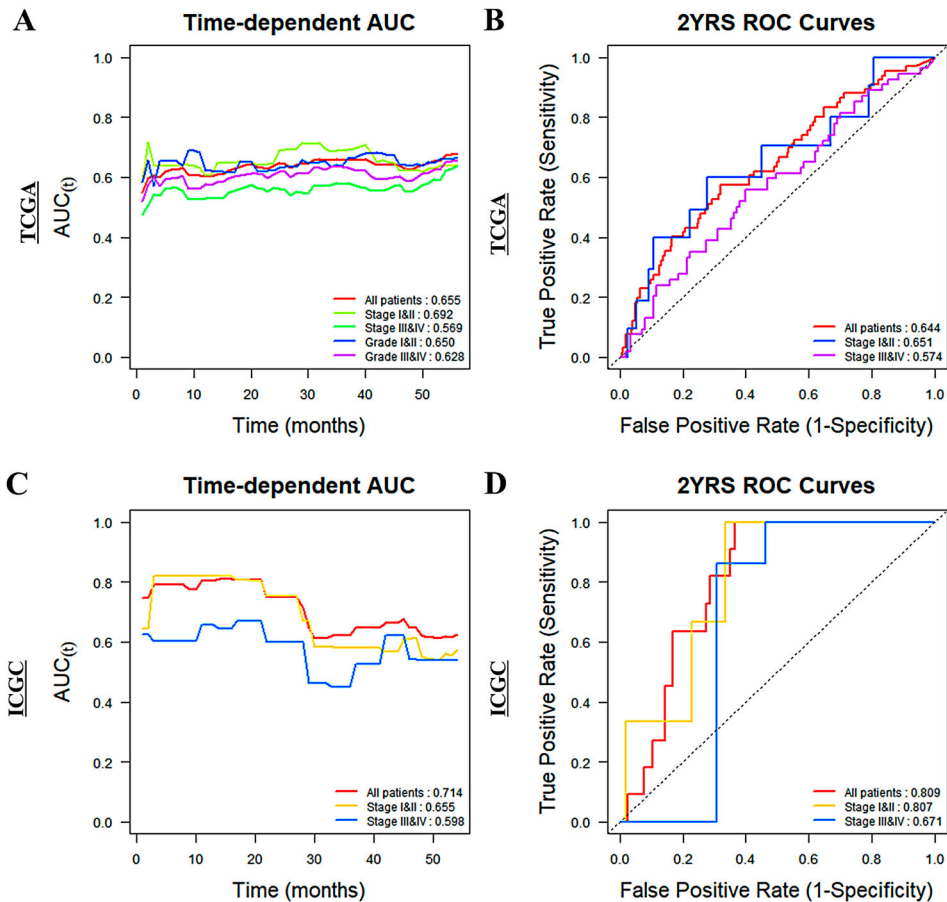 A
Time-dependent AUC
TCGA
AUC(t)
1.0
0.8
0.6
0.4
0.2
0.0
All patients : 0.655
Stage I&II : 0.692
Stage III&IV : 0.569
Grade I&II : 0.650
Grade III&IV : 0.628
0 10 20 30 40 50
Time (months)
B
2YRS ROC Curves
TCGA
True Positive Rate (Sensitivity)
1.0
0.8
0.6
0.4
0.2
0.0
All patients : 0.644
Stage I&II : 0.651
Stage III&IV : 0.574
0.0 0.2 0.4 0.6 0.8 1.0
False Positive Rate (1-Specificity)
C
Time-dependent AUC
ICGC
AUC(t)
1.0
0.8
0.6
0.4
0.2
0.0
All patients : 0.714
Stage I&II : 0.655
Stage III&IV : 0.598
0 10 20 30 40 50
Time (months)
D
2YRS ROC Curves
ICGC
True Positive Rate (Sensitivity)
1.0
0.8
0.6
0.4
0.2
0.0
All patients : 0.809
Stage I&II : 0.807
Stage III&IV : 0.671
0.0 0.2 0.4 0.6 0.8 1.0
False Positive Rate (1-Specificity)